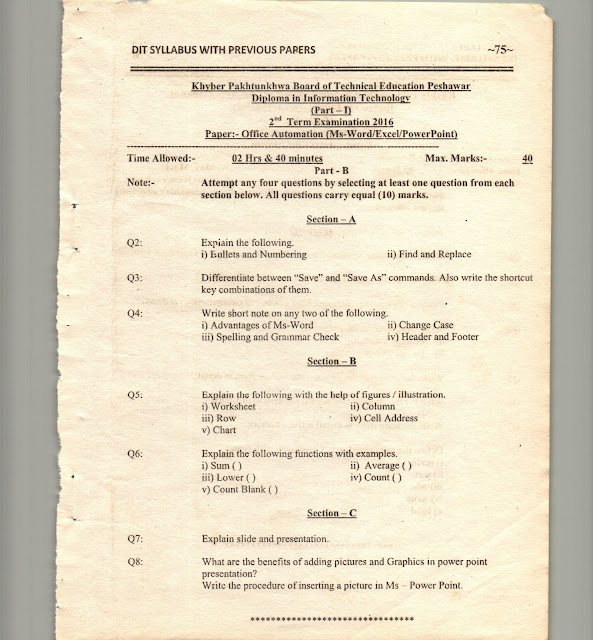 DIT SYLLABUS WITH PREVIOUS PAPERS ~75~
Khyber Pakhtunkhwa Board of Technical Education Peshawar
Diploma in Information Technology
(Part – I)
2nd Term Examination 2016
Paper:- Office Automation (Ms-Word/Excel/PowerPoint)
Time Allowed:- 02 Hrs & 40 minutes Max. Marks:- 40
Part - B
Note:- Attempt any four questions by selecting at least one question from each
section below. All questions carry equal (10) marks.
Section – A
Q2: Explain the following.
i) Bullets and Numbering ii) Find and Replace
Q3: Differentiate between "Save" and "Save As" commands. Also write the shortcut
key combinations of them.
Q4: Write short note on any two of the following.
i) Advantages of Ms-Word ii) Change Case
iii) Spelling and Grammar Check iv) Header and Footer
Section – B
Q5: Explain the following with the help of figures / illustration.
i) Worksheet ii) Column
iii) Row iv) Cell Address
v) Chart
Q6: Explain the following functions with examples.
i) Sum ( ) ii) Average ( )
iii) Lower ( ) iv) Count ( )
v) Count Blank ( )
Section – C
Q7: Explain slide and presentation.
Q8: What are the benefits of adding pictures and Graphics in power point
presentation?
Write the procedure of inserting a picture in Ms – Power Point.
********************************